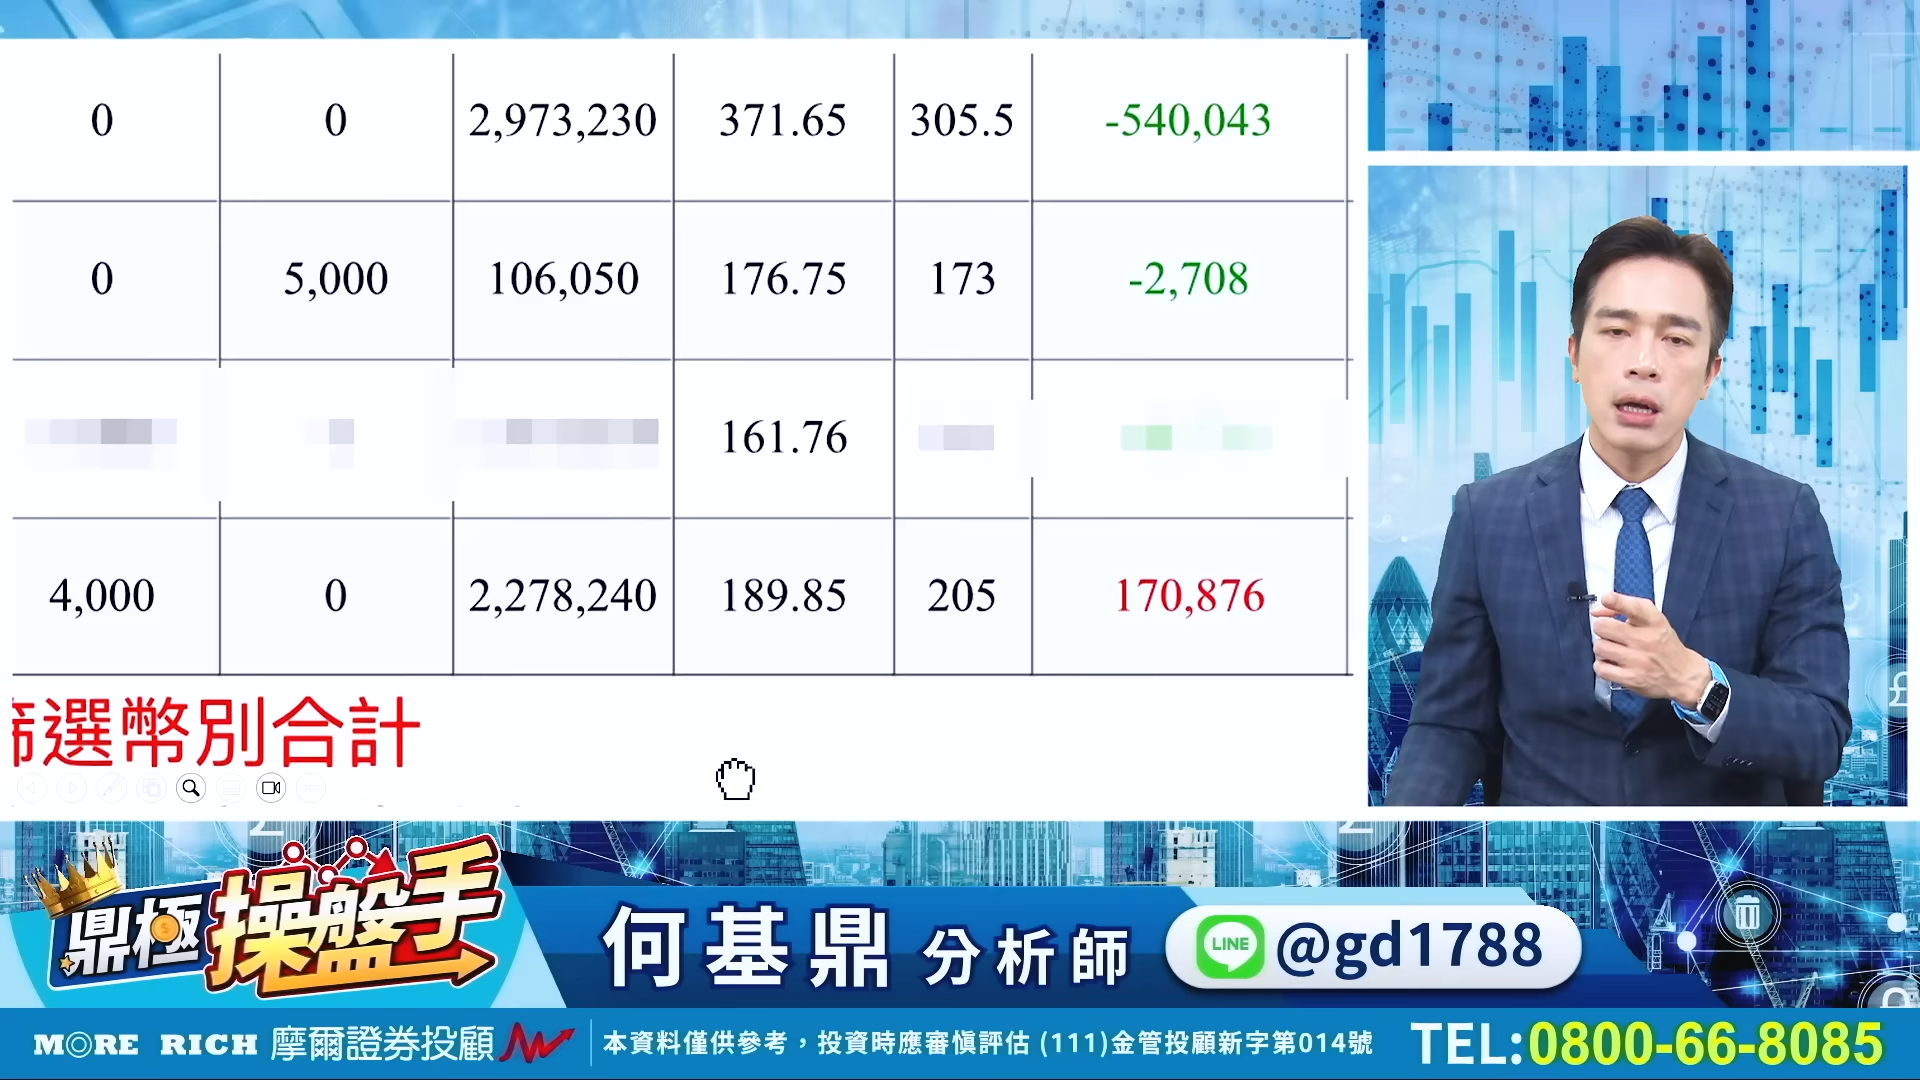 0 0 2,973,230 371.65 305.5 -540,043
0 5,000 106,050 176.75 173 -2,708
161.76
4,000 0 2,278,240 189.85 205 170,876
篩選幣別合計
鼎極操盤手
何基鼎 分析師
LINE @gd1788
MORE RICH 摩爾證券投顧
本資料僅供參考，投資時應審慎評估 (111)金管投顧新字第014號
TEL:0800-66-8085